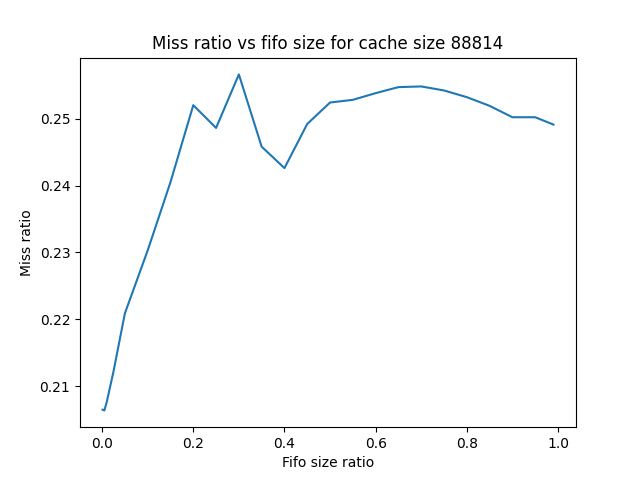 Miss ratio vs fifo size for cache size 88814
0.25
0.24
0.23
0.22
0.21
Miss ratio
0.0 0.2 0.4 0.6 0.8 1.0
Fifo size ratio